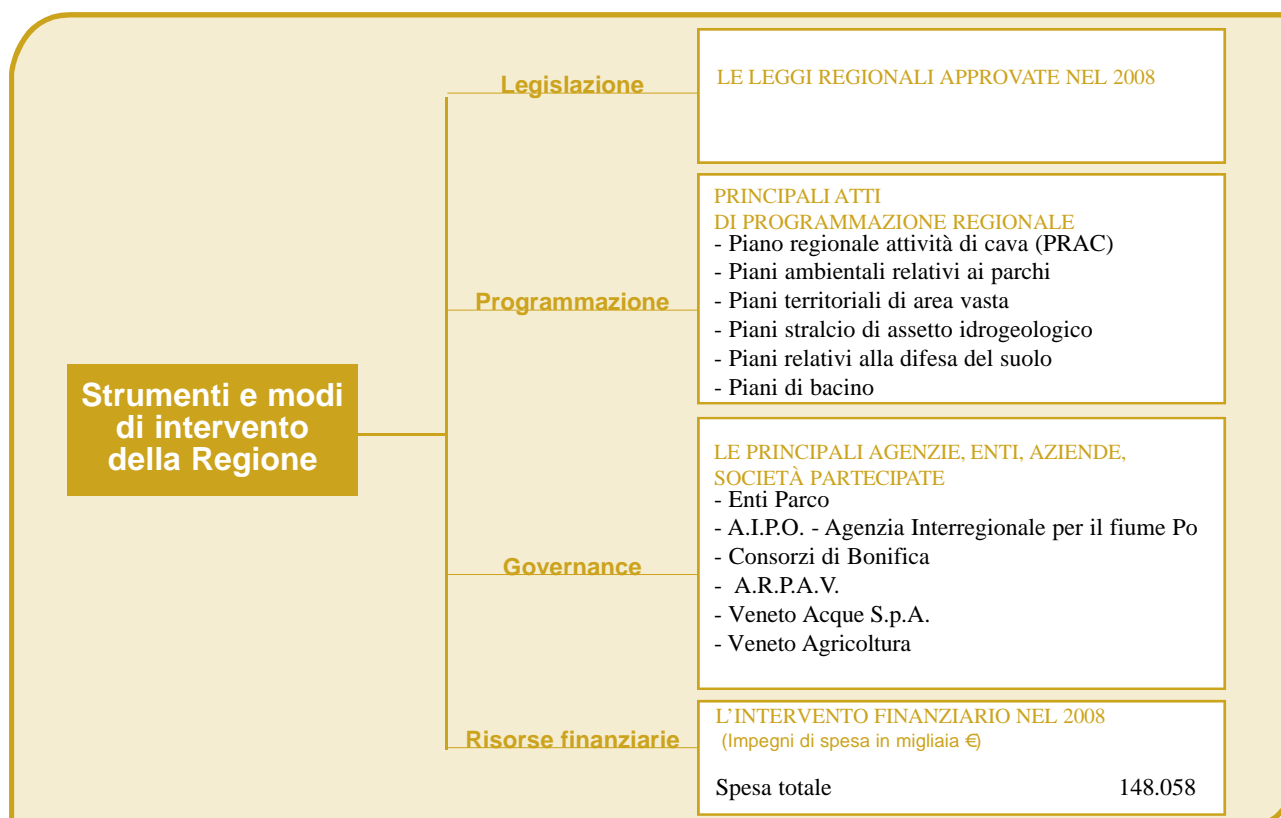 Strumenti e modi
di intervento
della Regione
Legislazione
LE LEGGI REGIONALI APPROVATE NEL 2008
Programmazione
PRINCIPALI ATTI
DI PROGRAMMAZIONE REGIONALE
- Piano regionale attività di cava (PRAC)
- Piani ambientali relativi ai parchi
- Piani territoriali di area vasta
- Piani stralcio di assetto idrogeologico
- Piani relativi alla difesa del suolo
- Piani di bacino
Governance
LE PRINCIPALI AGENZIE, ENTI, AZIENDE,
SOCIETÀ PARTECIPATE
- Enti Parco
- A.I.P.O. - Agenzia Interregionale per il fiume Po
- Consorzi di Bonifica
- A.R.P.A.V.
- Veneto Acque S.p.A.
- Veneto Agricoltura
Risorse finanziarie
L'INTERVENTO FINANZIARIO NEL 2008
(Impegni di spesa in migliaia €)
Spesa totale 148.058